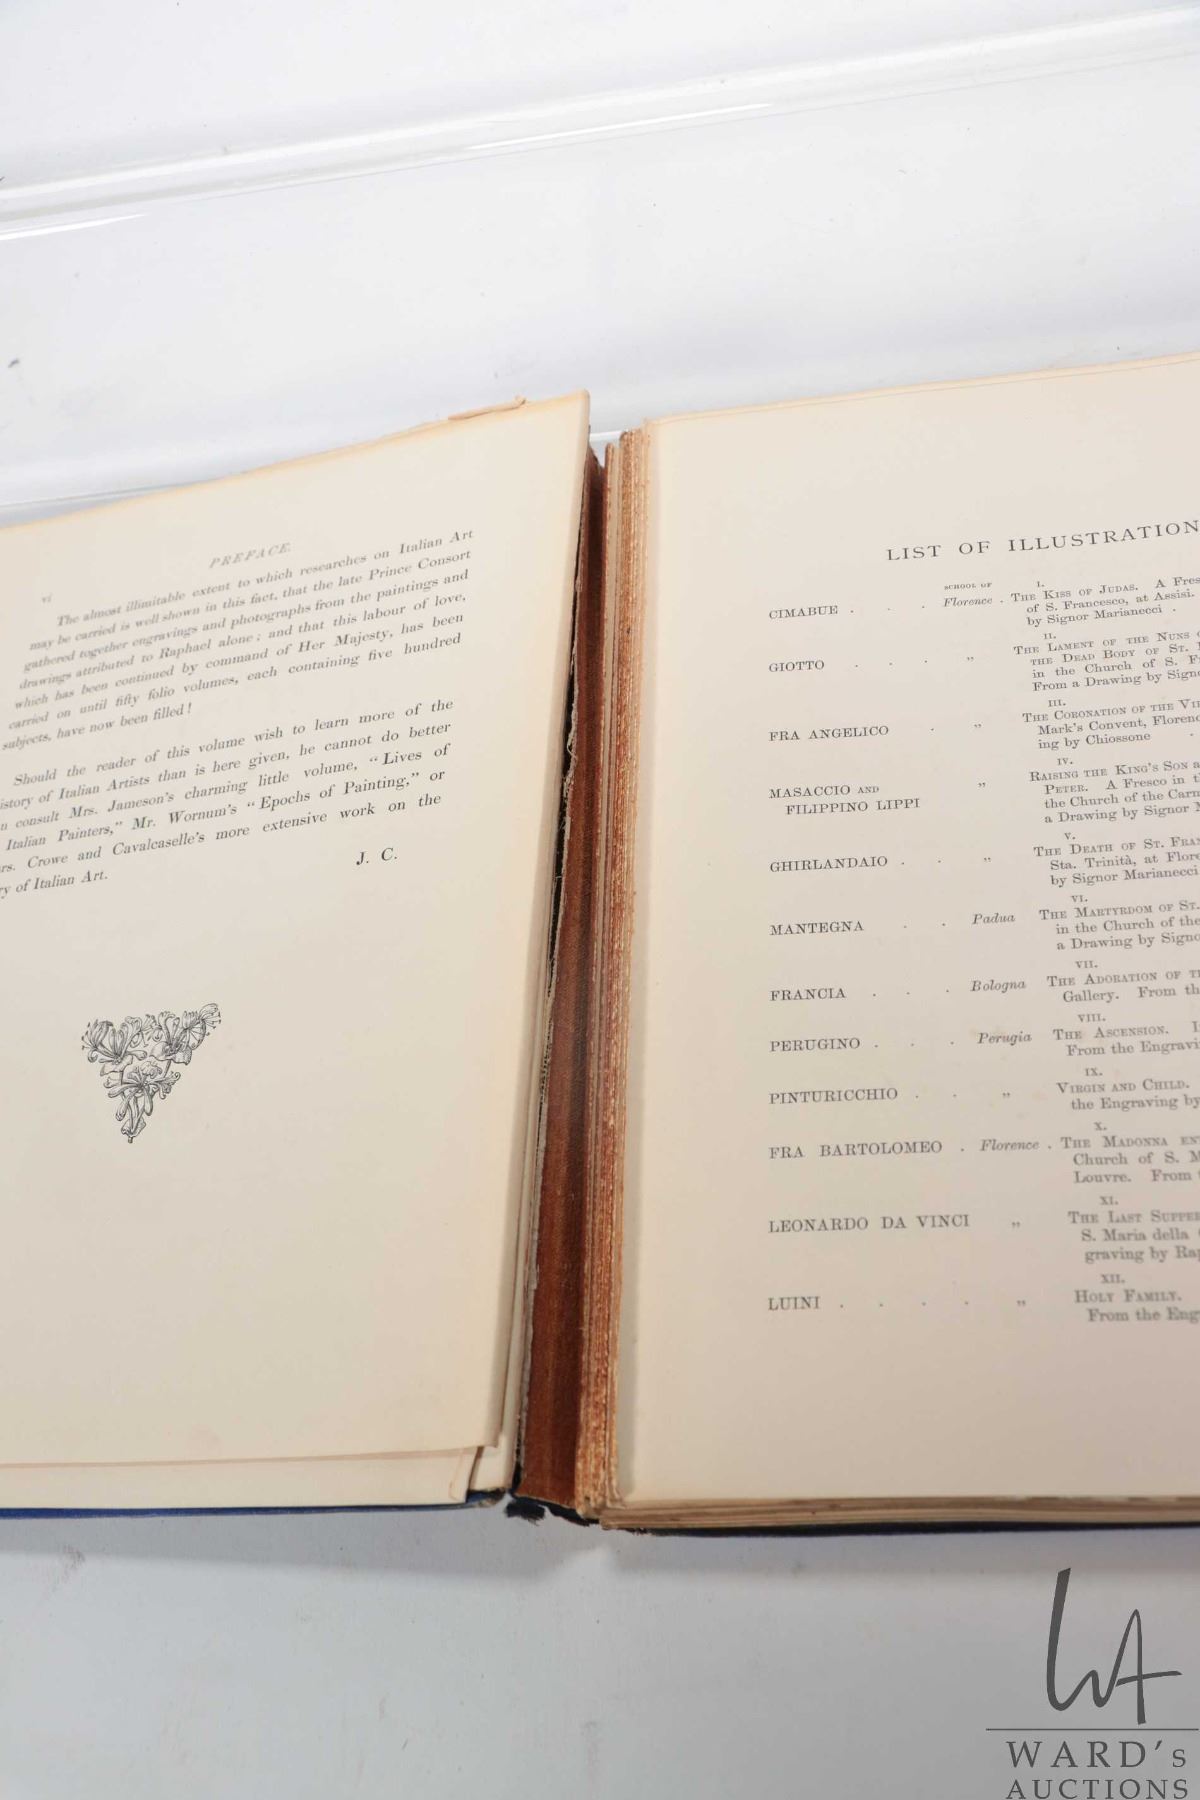 vi
PREFACE.
The almost illimitable extent to which researches on Italian Art
may be carried is well shown in this fact, that the late Prince Consort
gathered together engravings and photographs from the paintings and
drawings attributed to Raphael alone; and that this labour of love,
which has been continued by command of Her Majesty, has been
carried on until fifty folio volumes, each containing five hundred
subjects, have now been filled!
Should the reader of this volume wish to learn more of the
istory of Italian Artists than is here given, he cannot do better
n consult Mrs. Jameson's charming little volume, "Lives of
Italian Painters," Mr. Wornum's "Epochs of Painting," or
rs. Crowe and Cavalcaselle's more extensive work on the
ry of Italian Art.
J. C.
LIST OF ILLUSTRATION
SCHOOL OF
I.
CIMABUE . . . Florence . THE KISS OF JUDAS. A Fres
of S. Francesco, at Assisi.
by Signor Marianecci .
II.
GIOTTO . . . . „ THE LAMENT OF THE NUNS
THE DEAD BODY OF ST.
in the Church of S. F
From a Drawing by Signo
III.
FRA ANGELICO . „ THE CORONATION OF THE VI
Mark's Convent, Florenc
ing by Chiossone .
IV.
MASACCIO AND „ RAISING THE KING'S SON
FILIPPINO LIPPI PETER. A Fresco in t
the Church of the Carm
a Drawing by Signor M
V.
GHIRLANDAIO . . „ THE DEATH OF ST. FRAN
Sta. Trinità, at Flore
by Signor Marianecci
VI.
MANTEGNA . . Padua THE MARTYRDOM OF ST.
in the Church of the
a Drawing by Signo
VII.
FRANCIA . . . Bologna THE ADORATION OF T
Gallery. From th
VIII.
PERUGINO . . . Perugia THE ASCENSION. I
From the Engravi
IX.
PINTURICCHIO . . „ VIRGIN AND CHILD.
the Engraving by
X.
FRA BARTOLOMEO . Florence . THE MADONNA EN
Church of S. M
Louvre. From
XI.
LEONARDO DA VINCI „ THE LAST SUPPE
S. Maria della
graving by Rap
XII.
LUINI . . . . „ HOLY FAMILY.
From the Eng
WA
WARD'S
AUCTIONS